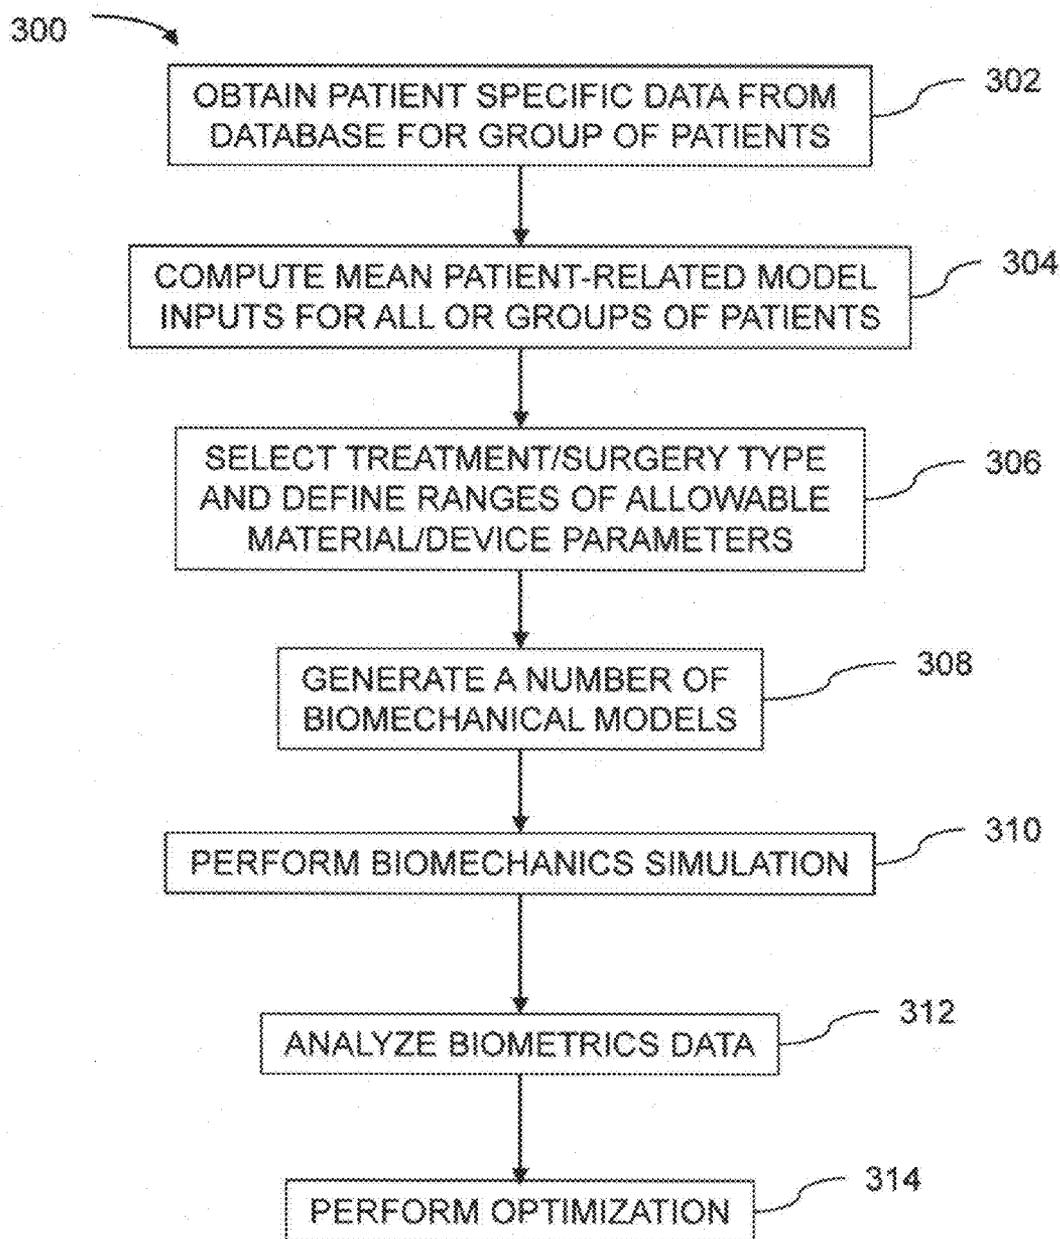 300
OBTAIN PATIENT SPECIFIC DATA FROM
DATABASE FOR GROUP OF PATIENTS
302
COMPUTE MEAN PATIENT-RELATED MODEL
INPUTS FOR ALL OR GROUPS OF PATIENTS
304
SELECT TREATMENT/SURGERY TYPE
AND DEFINE RANGES OF ALLOWABLE
MATERIAL/DEVICE PARAMETERS
306
GENERATE A NUMBER OF
BIOMECHANICAL MODELS
308
PERFORM BIOMECHANICS SIMULATION
310
ANALYZE BIOMETRICS DATA
312
PERFORM OPTIMIZATION
314